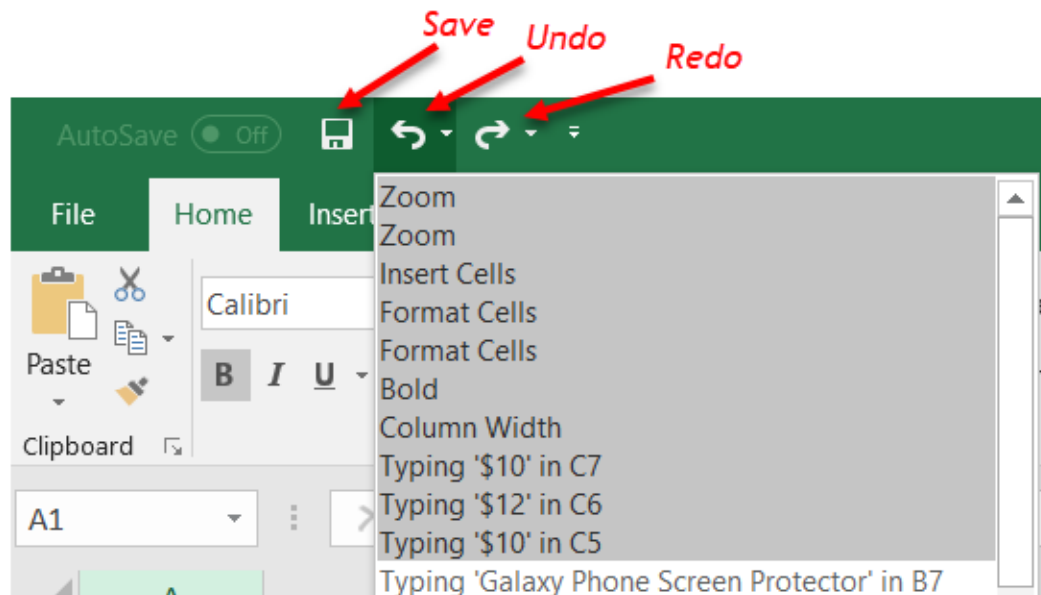 Save
Undo
Redo
AutoSave Off
File Home Insert
Zoom
Zoom
Insert Cells
Format Cells
Format Cells
Bold
Column Width
Typing '$10' in C7
Typing '$12' in C6
Typing '$10' in C5
Typing 'Galaxy Phone Screen Protector' in B7
Calibri
Paste
B I U
Clipboard
A1
A